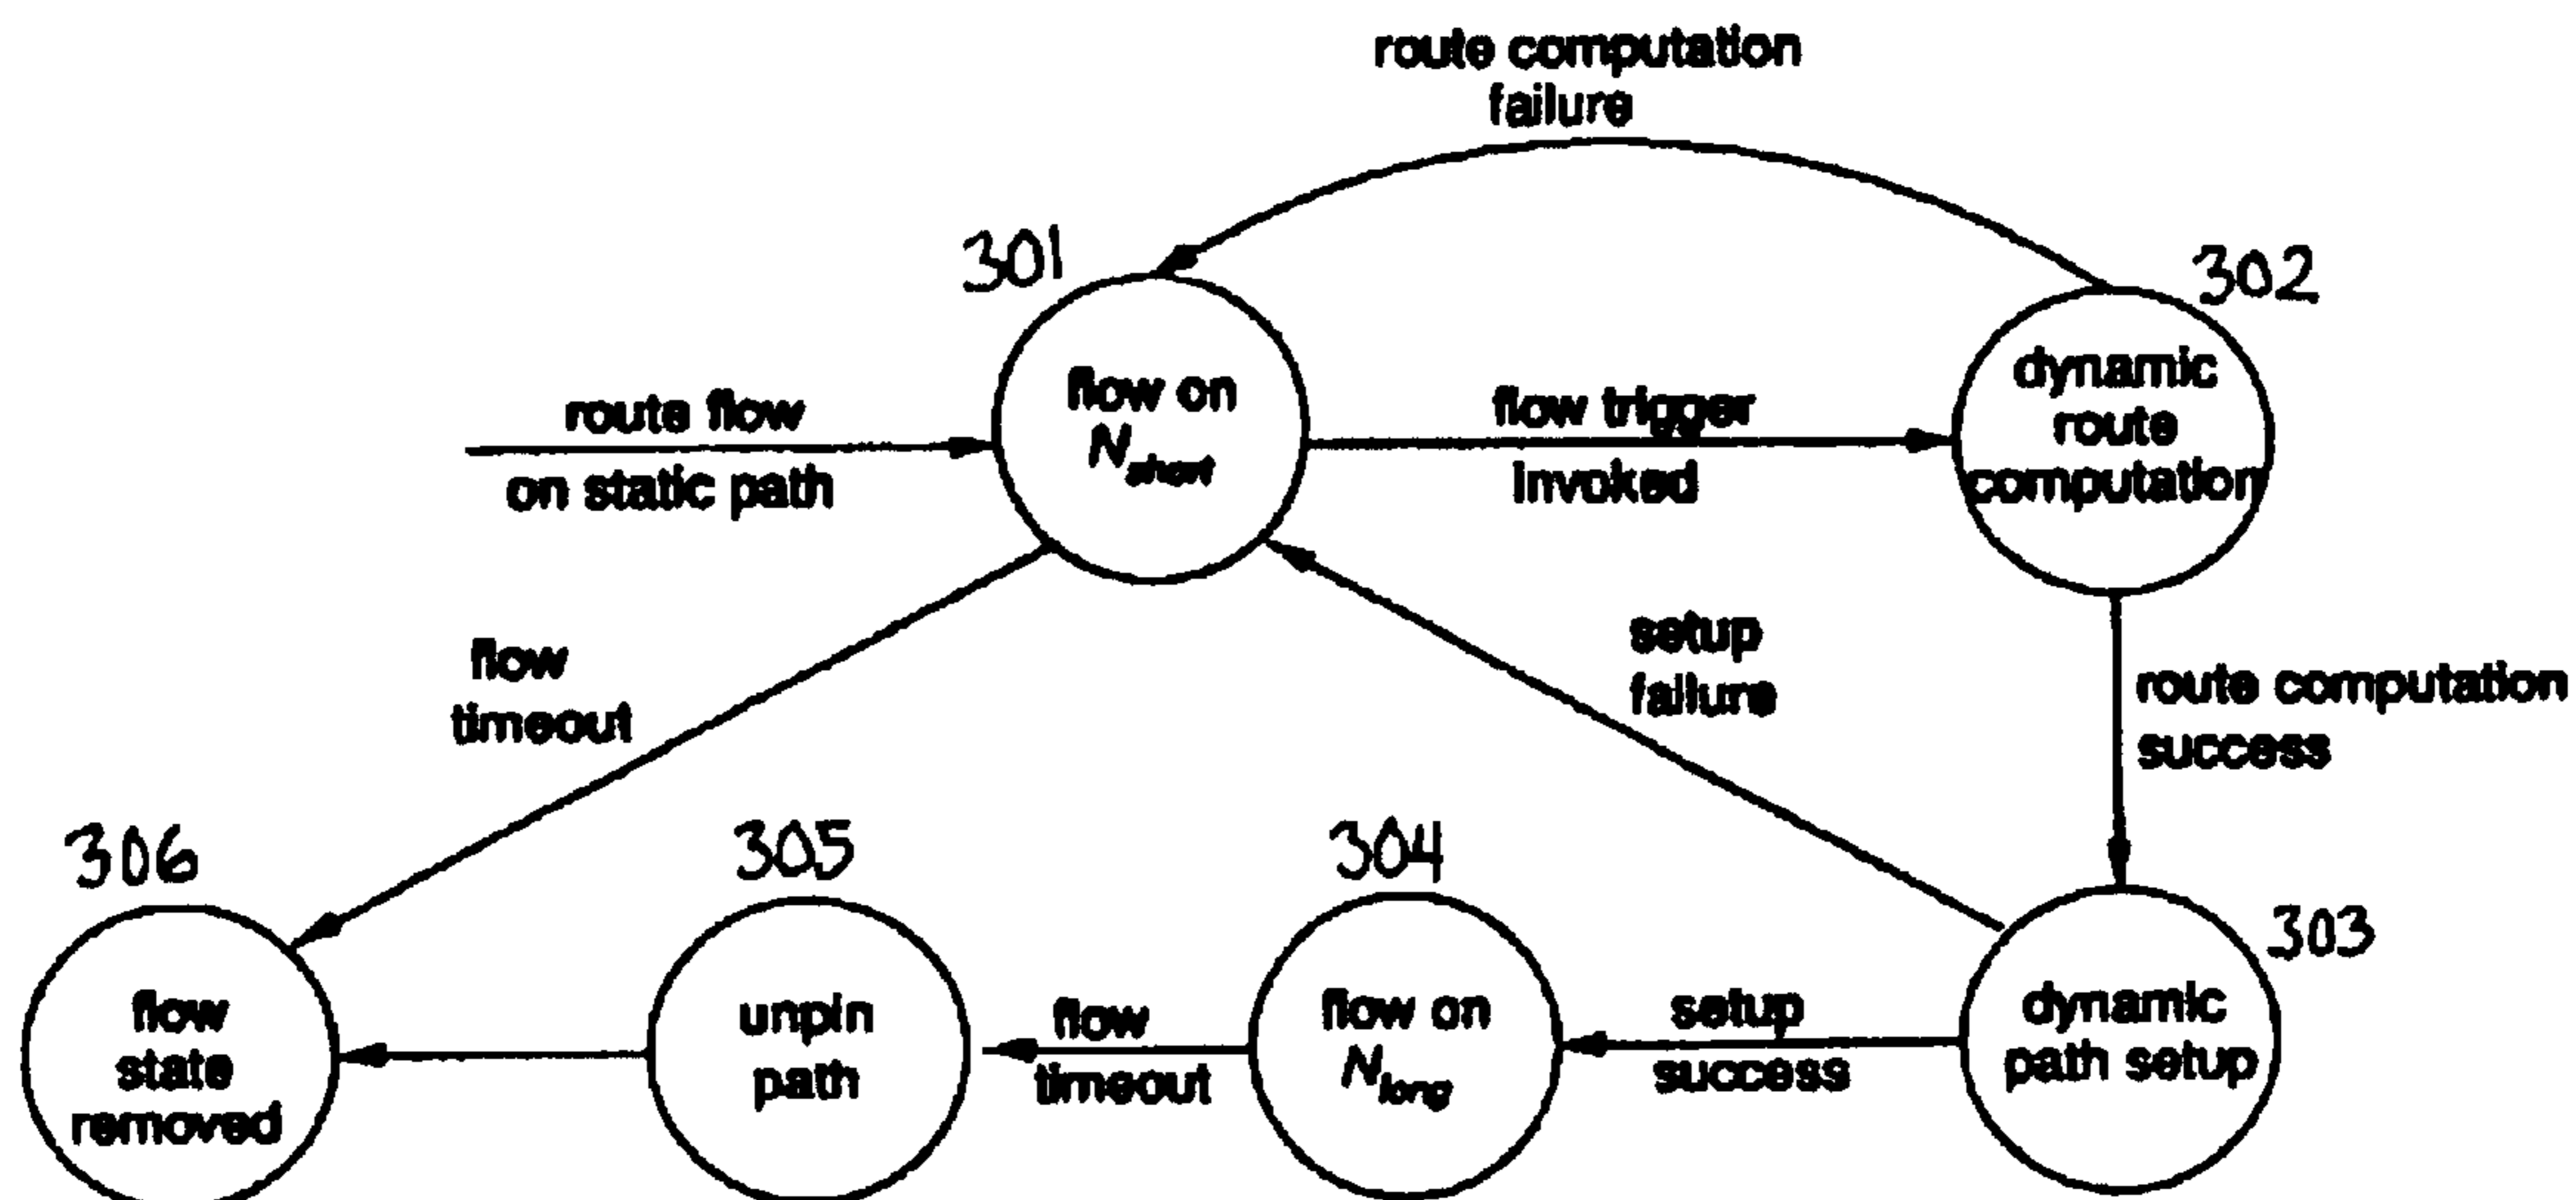 route computation
failure
301
302
flow on
N_short
dynamic
route
computation
route flow
on static path
flow trigger
invoked
flow
timeout
setup
failure
route computation
success
306
305
304
303
flow
state
removed
unpin
path
flow
timeout
flow on
N_long
setup
success
dynamic
path setup